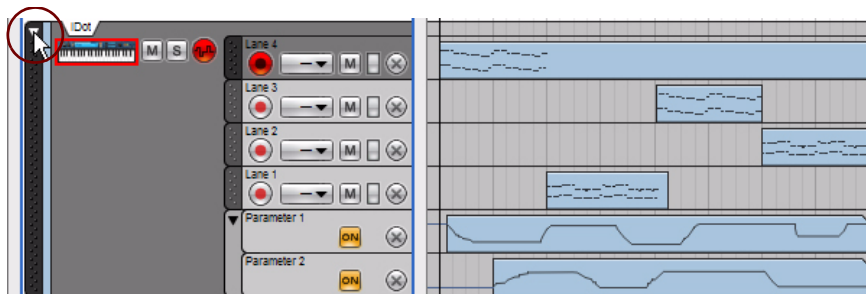 IDot
M S
Lane 4
M
Lane 3
M
Lane 2
M
Lane 1
M
Parameter 1
ON
Parameter 2
ON